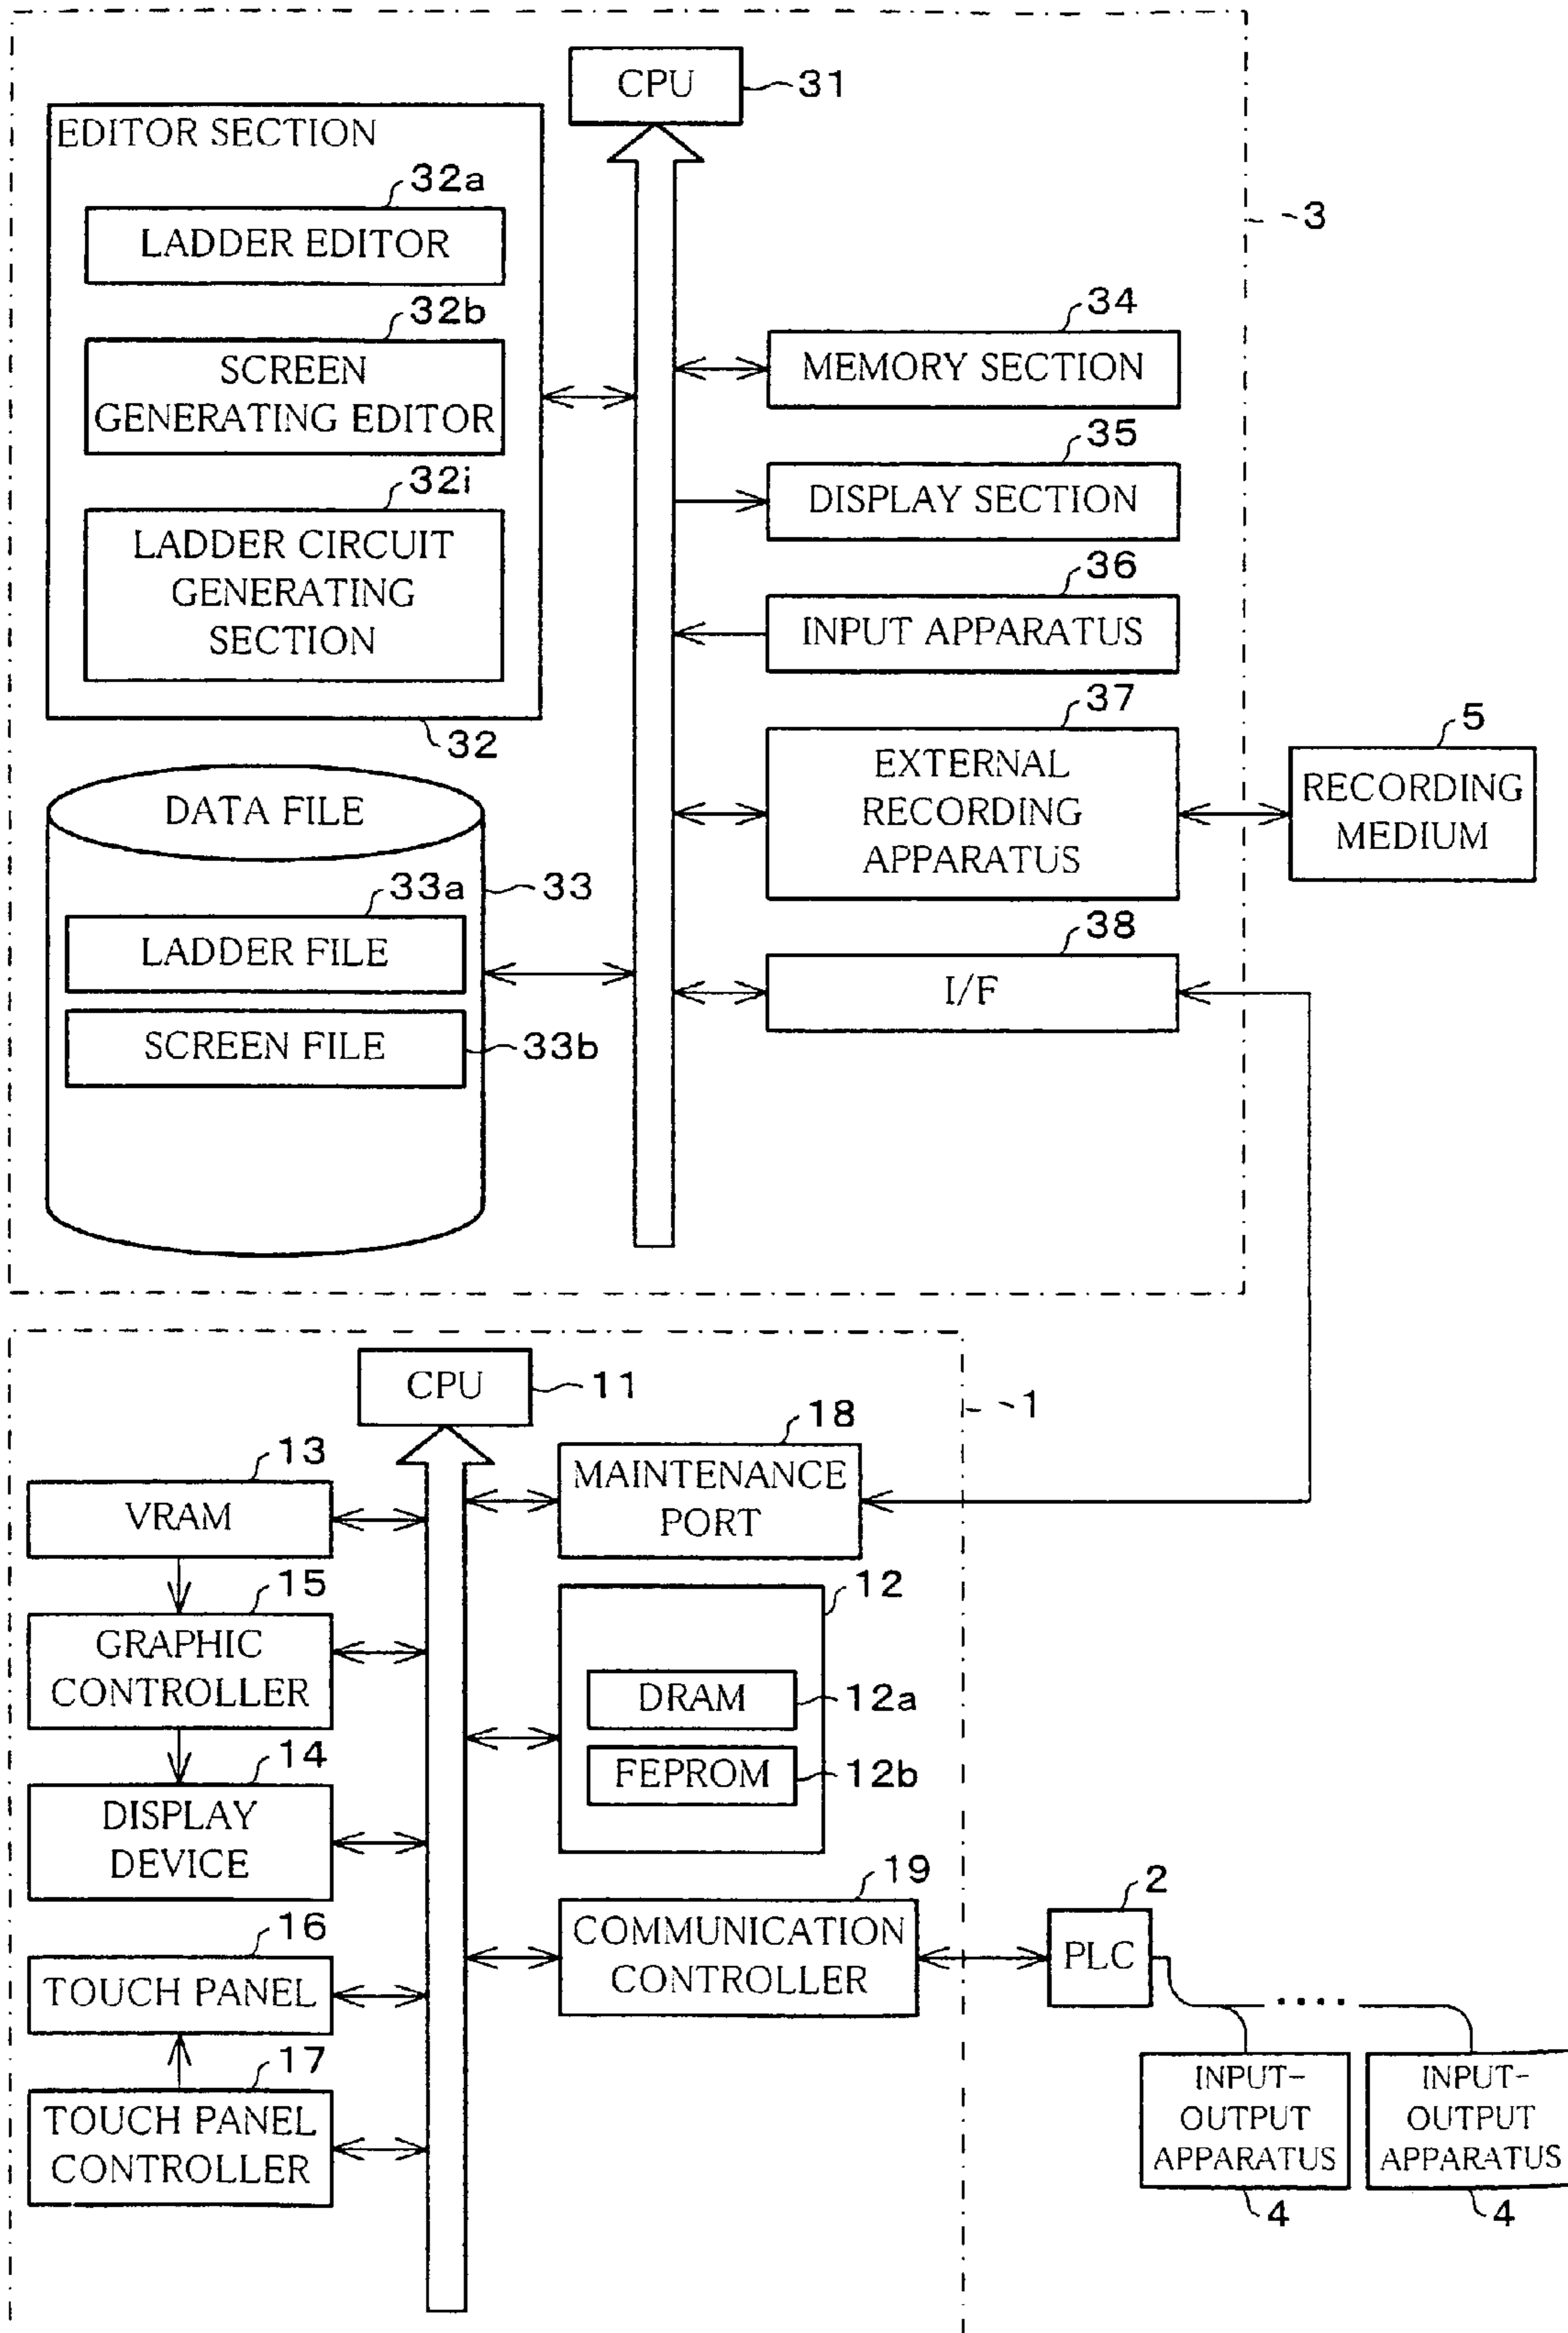 CPU
31
EDITOR SECTION
32a
LADDER EDITOR
32b
SCREEN
GENERATING EDITOR
32i
LADDER CIRCUIT
GENERATING
SECTION
32
3
34
MEMORY SECTION
35
DISPLAY SECTION
36
INPUT APPARATUS
37
EXTERNAL
RECORDING
APPARATUS
5
RECORDING
MEDIUM
DATA FILE
33
33a
LADDER FILE
SCREEN FILE
33b
38
I/F
CPU
11
1
18
MAINTENANCE
PORT
13
VRAM
15
GRAPHIC
CONTROLLER
14
DISPLAY
DEVICE
16
TOUCH PANEL
17
TOUCH PANEL
CONTROLLER
12
DRAM
12a
FEPROM
12b
19
COMMUNICATION
CONTROLLER
2
PLC
INPUT-
OUTPUT
APPARATUS
4
INPUT-
OUTPUT
APPARATUS
4